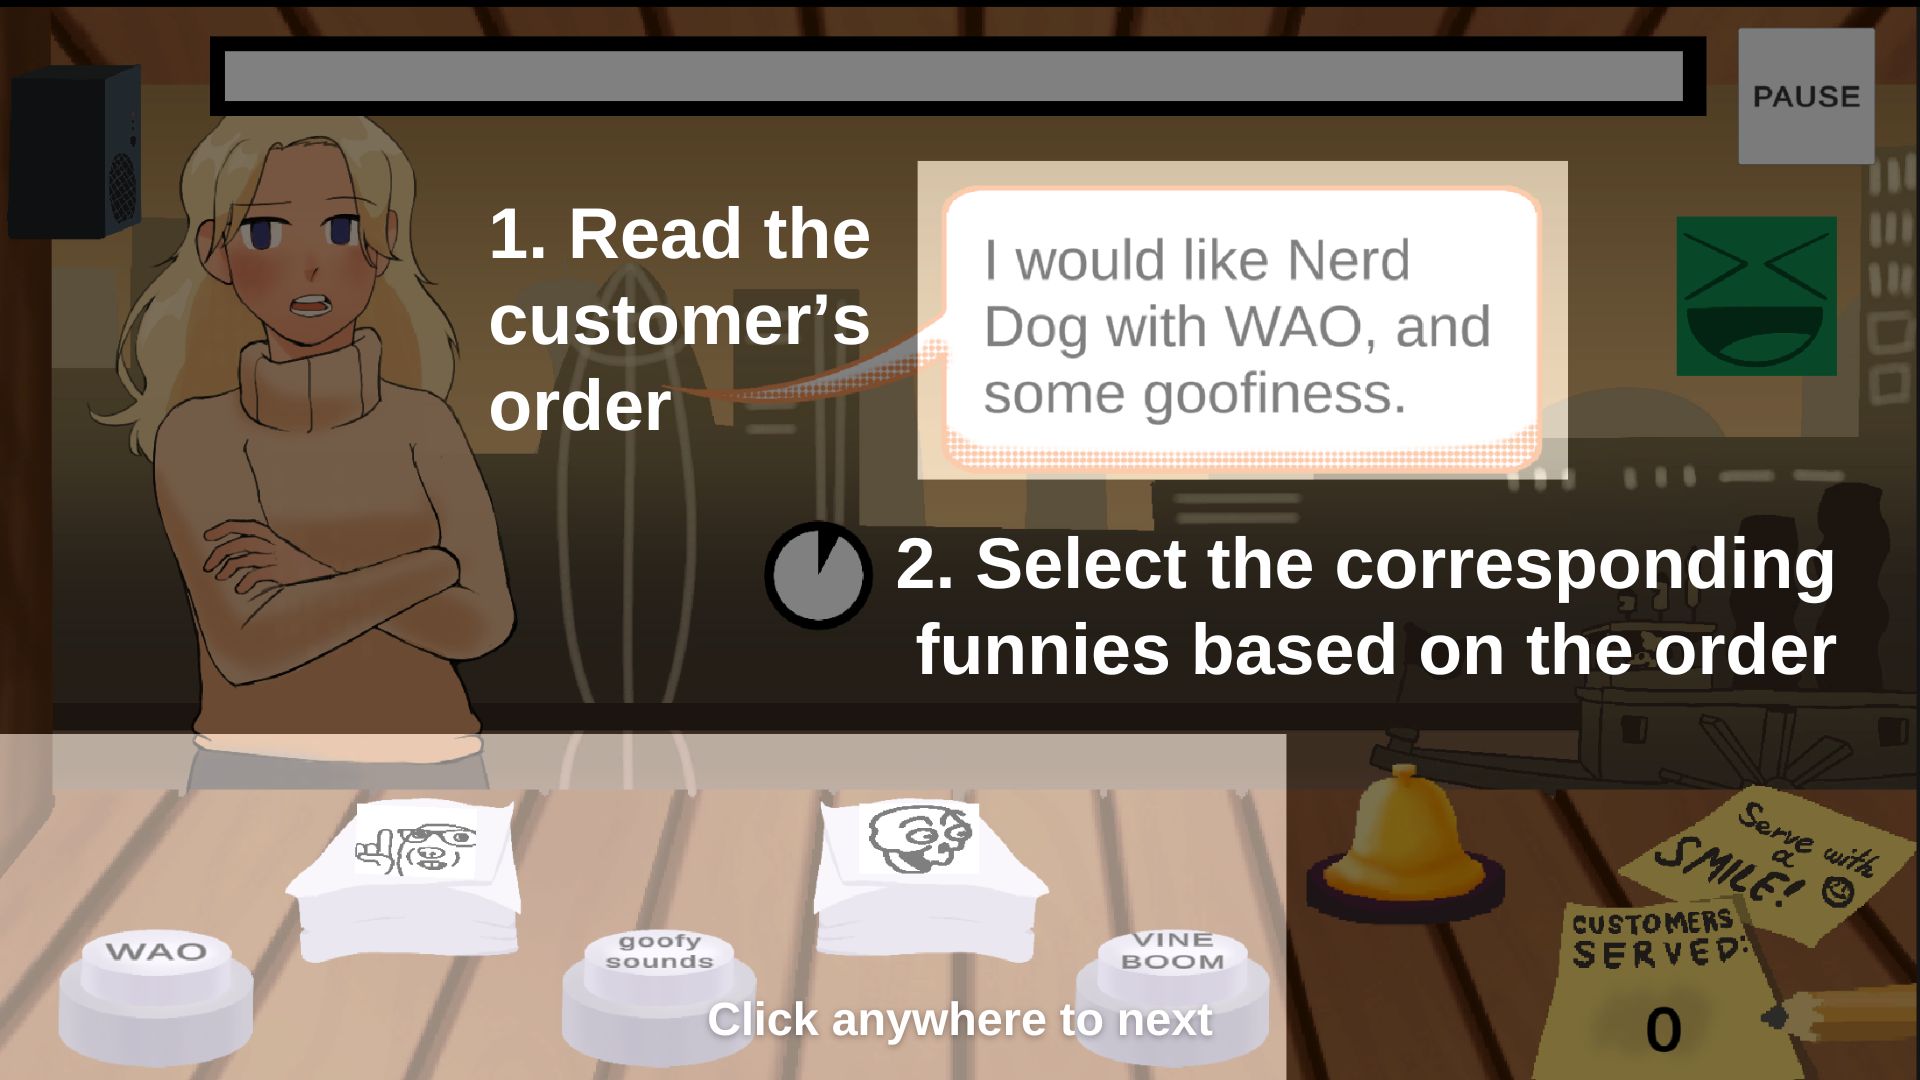 PAUSE
1. Read the
customer’s
order
I would like Nerd
Dog with WAO, and
some goofiness.
2. Select the corresponding
funnies based on the order
WAO
goofy
sounds
VINE
BOOM
Serve with
a
SMILE!
CUSTOMERS
SERVED:
0
Click anywhere to next